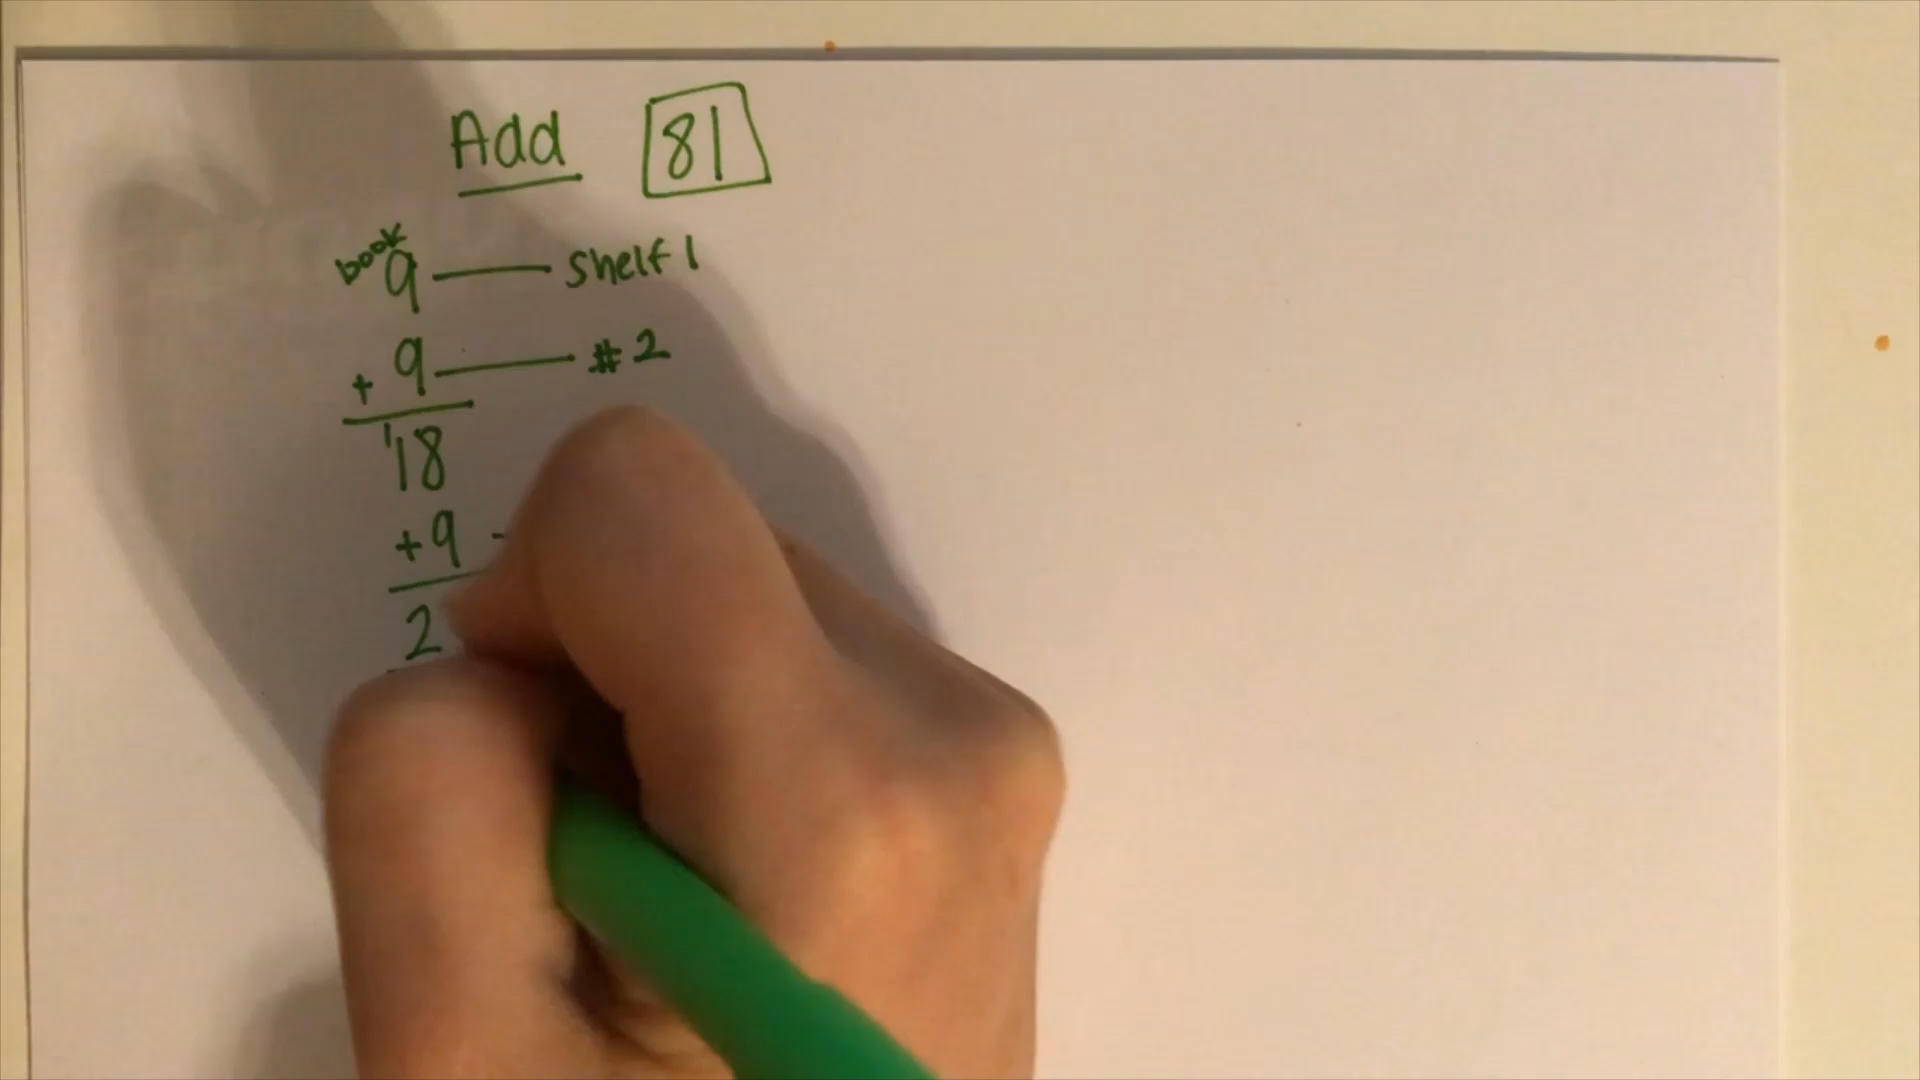 Add 81
book
9 — shelf 1
+ 9 — #2
1
18
+9 -
2